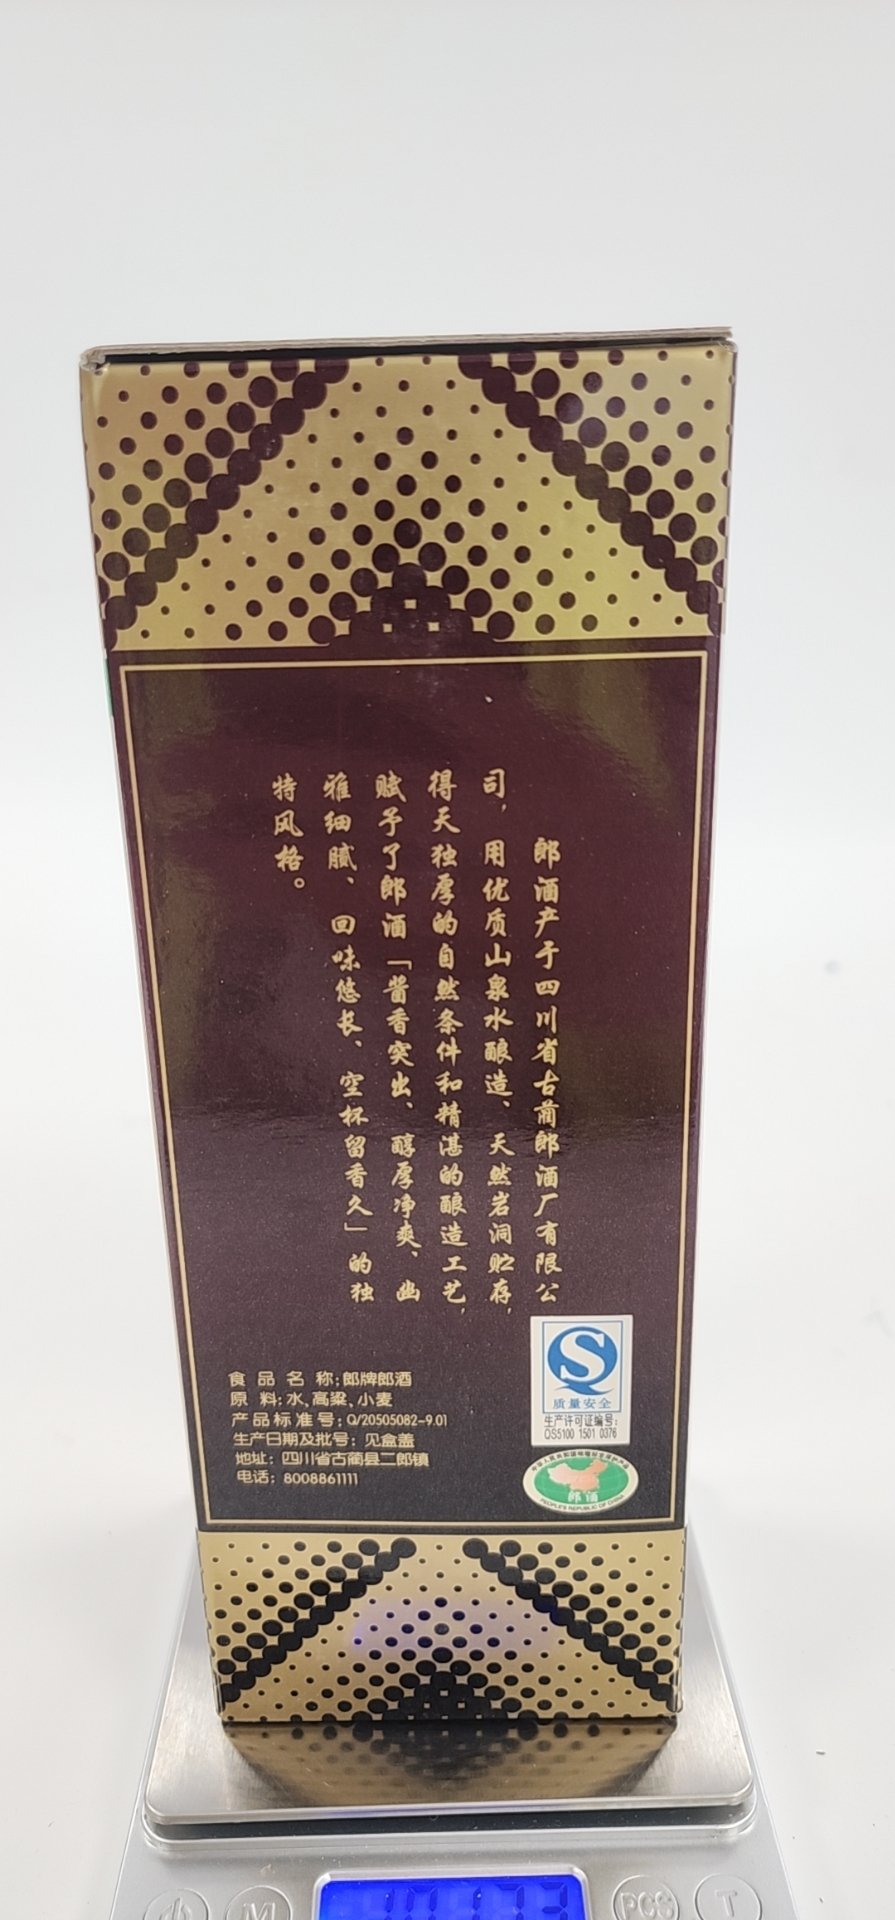 郎酒产于四川省古蔺郎酒厂有限公
司，用优质山泉水酿造、天然岩洞贮存，
得天独厚的自然条件和精湛的酿造工艺，
赋予了郎酒「酱香突出、醇厚净爽、幽
雅细腻、回味悠长、空杯留香久」的独
特风格。
食品名称：郎牌郎酒
原料：水、高粱、小麦
产品标准号：Q/20505082-9.01
生产日期及批号：见盒盖
地址：四川省古蔺县二郎镇
电话：8008861111
S
质量安全
生产许可证编号：
QS5100 1501 0376
郎酒
PEOPLE'S REPUBLIC OF CHINA
M
PCS
T